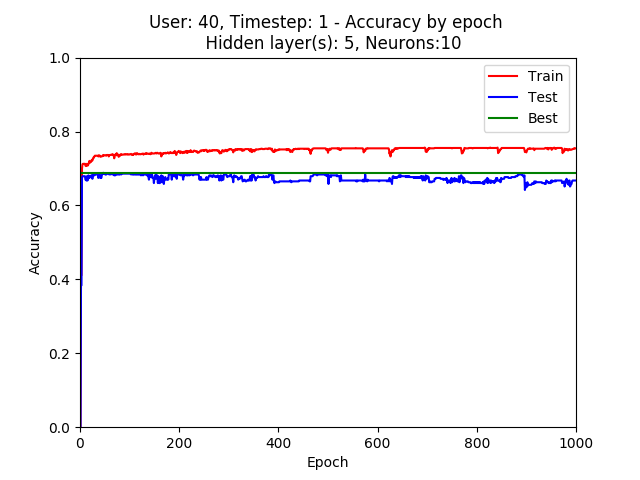 User: 40, Timestep: 1 - Accuracy by epoch
Hidden layer(s): 5, Neurons:10
1.0
0.8
0.6
0.4
0.2
0.0
Accuracy
Train
Test
Best
0 200 400 600 800 1000
Epoch